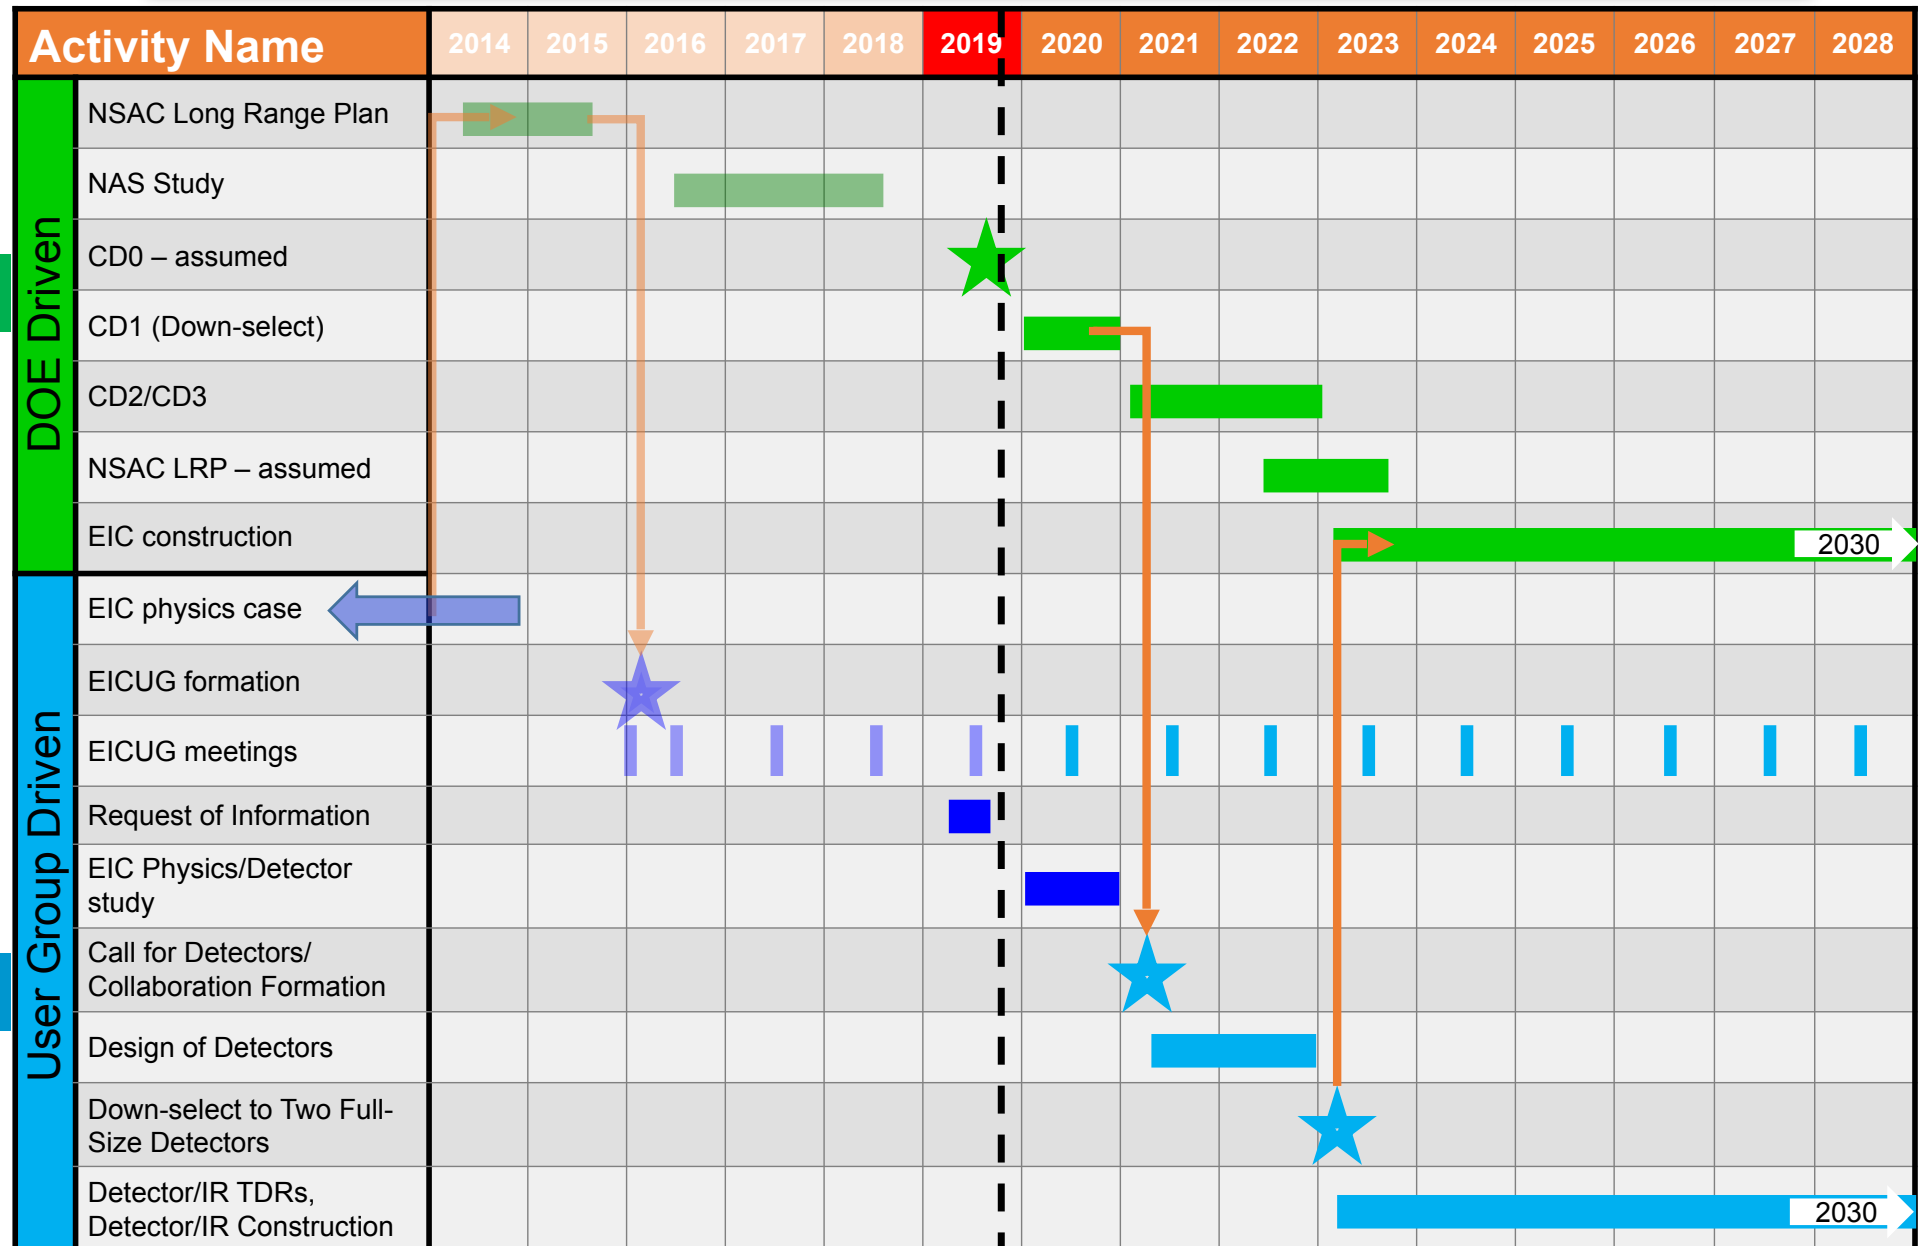 Activity Name 2014 2015 2016 2017 2018 2019 2020 2021 2022 2023 2024 2025 2026 2027 2028
DOE Driven
NSAC Long Range Plan
NAS Study
CD0 – assumed
CD1 (Down-select)
CD2/CD3
NSAC LRP – assumed
EIC construction
2030
User Group Driven
EIC physics case
EICUG formation
EICUG meetings
Request of Information
EIC Physics/Detector
study
Call for Detectors/
Collaboration Formation
Design of Detectors
Down-select to Two Full-
Size Detectors
Detector/IR TDRs,
Detector/IR Construction
2030